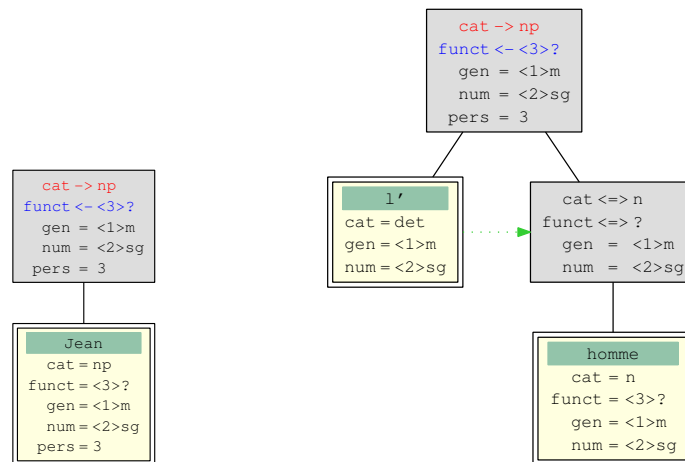 cat -> np
funct <- <3>?
gen = <1>m
num = <2>sg
pers = 3
Jean
cat = np
funct = <3>?
gen = <1>m
num = <2>sg
pers = 3
cat -> np
funct <- <3>?
gen = <1>m
num = <2>sg
pers = 3
l'
cat = det
gen = <1>m
num = <2>sg
cat <=> n
funct <=> ?
gen = <1>m
num = <2>sg
homme
cat = n
funct = <3>?
gen = <1>m
num = <2>sg